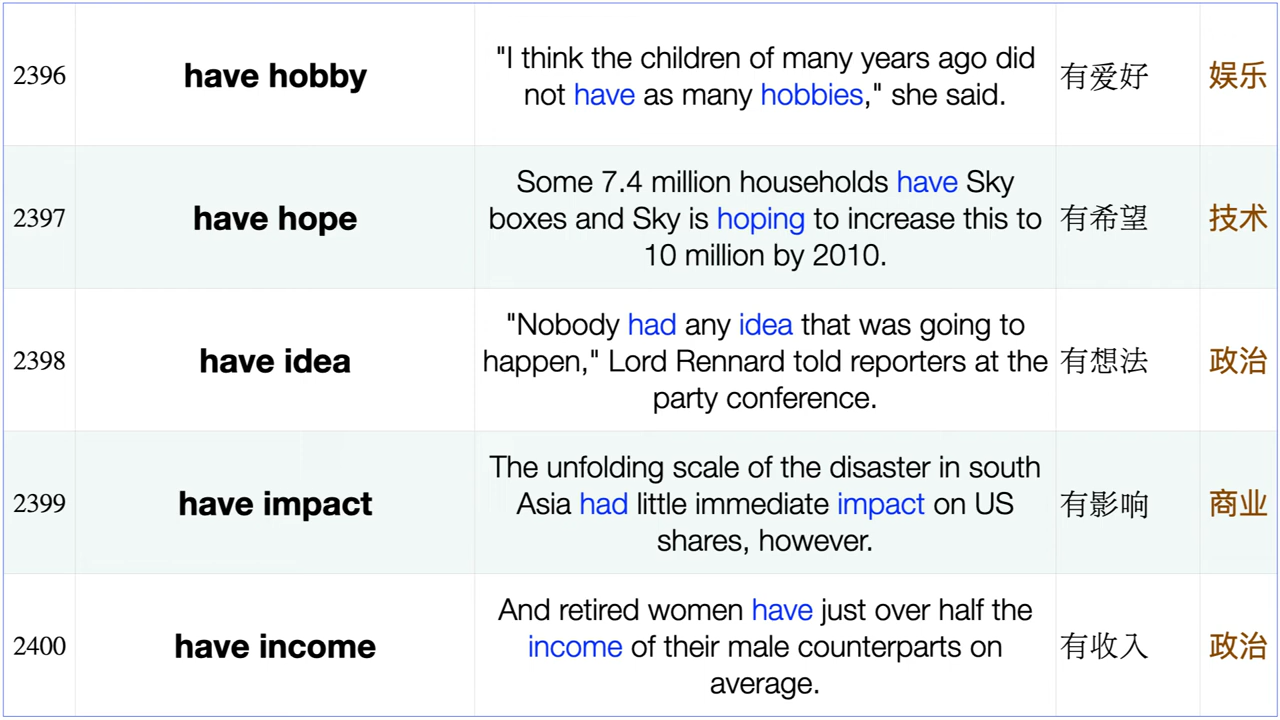 2396
have hobby
"I think the children of many years ago did
not have as many hobbies," she said.
有爱好
娱乐
2397
have hope
Some 7.4 million households have Sky
boxes and Sky is hoping to increase this to
10 million by 2010.
有希望
技术
2398
have idea
"Nobody had any idea that was going to
happen," Lord Rennard told reporters at the
party conference.
有想法
政治
2399
have impact
The unfolding scale of the disaster in south
Asia had little immediate impact on US
shares, however.
有影响
商业
2400
have income
And retired women have just over half the
income of their male counterparts on
average.
有收入
政治